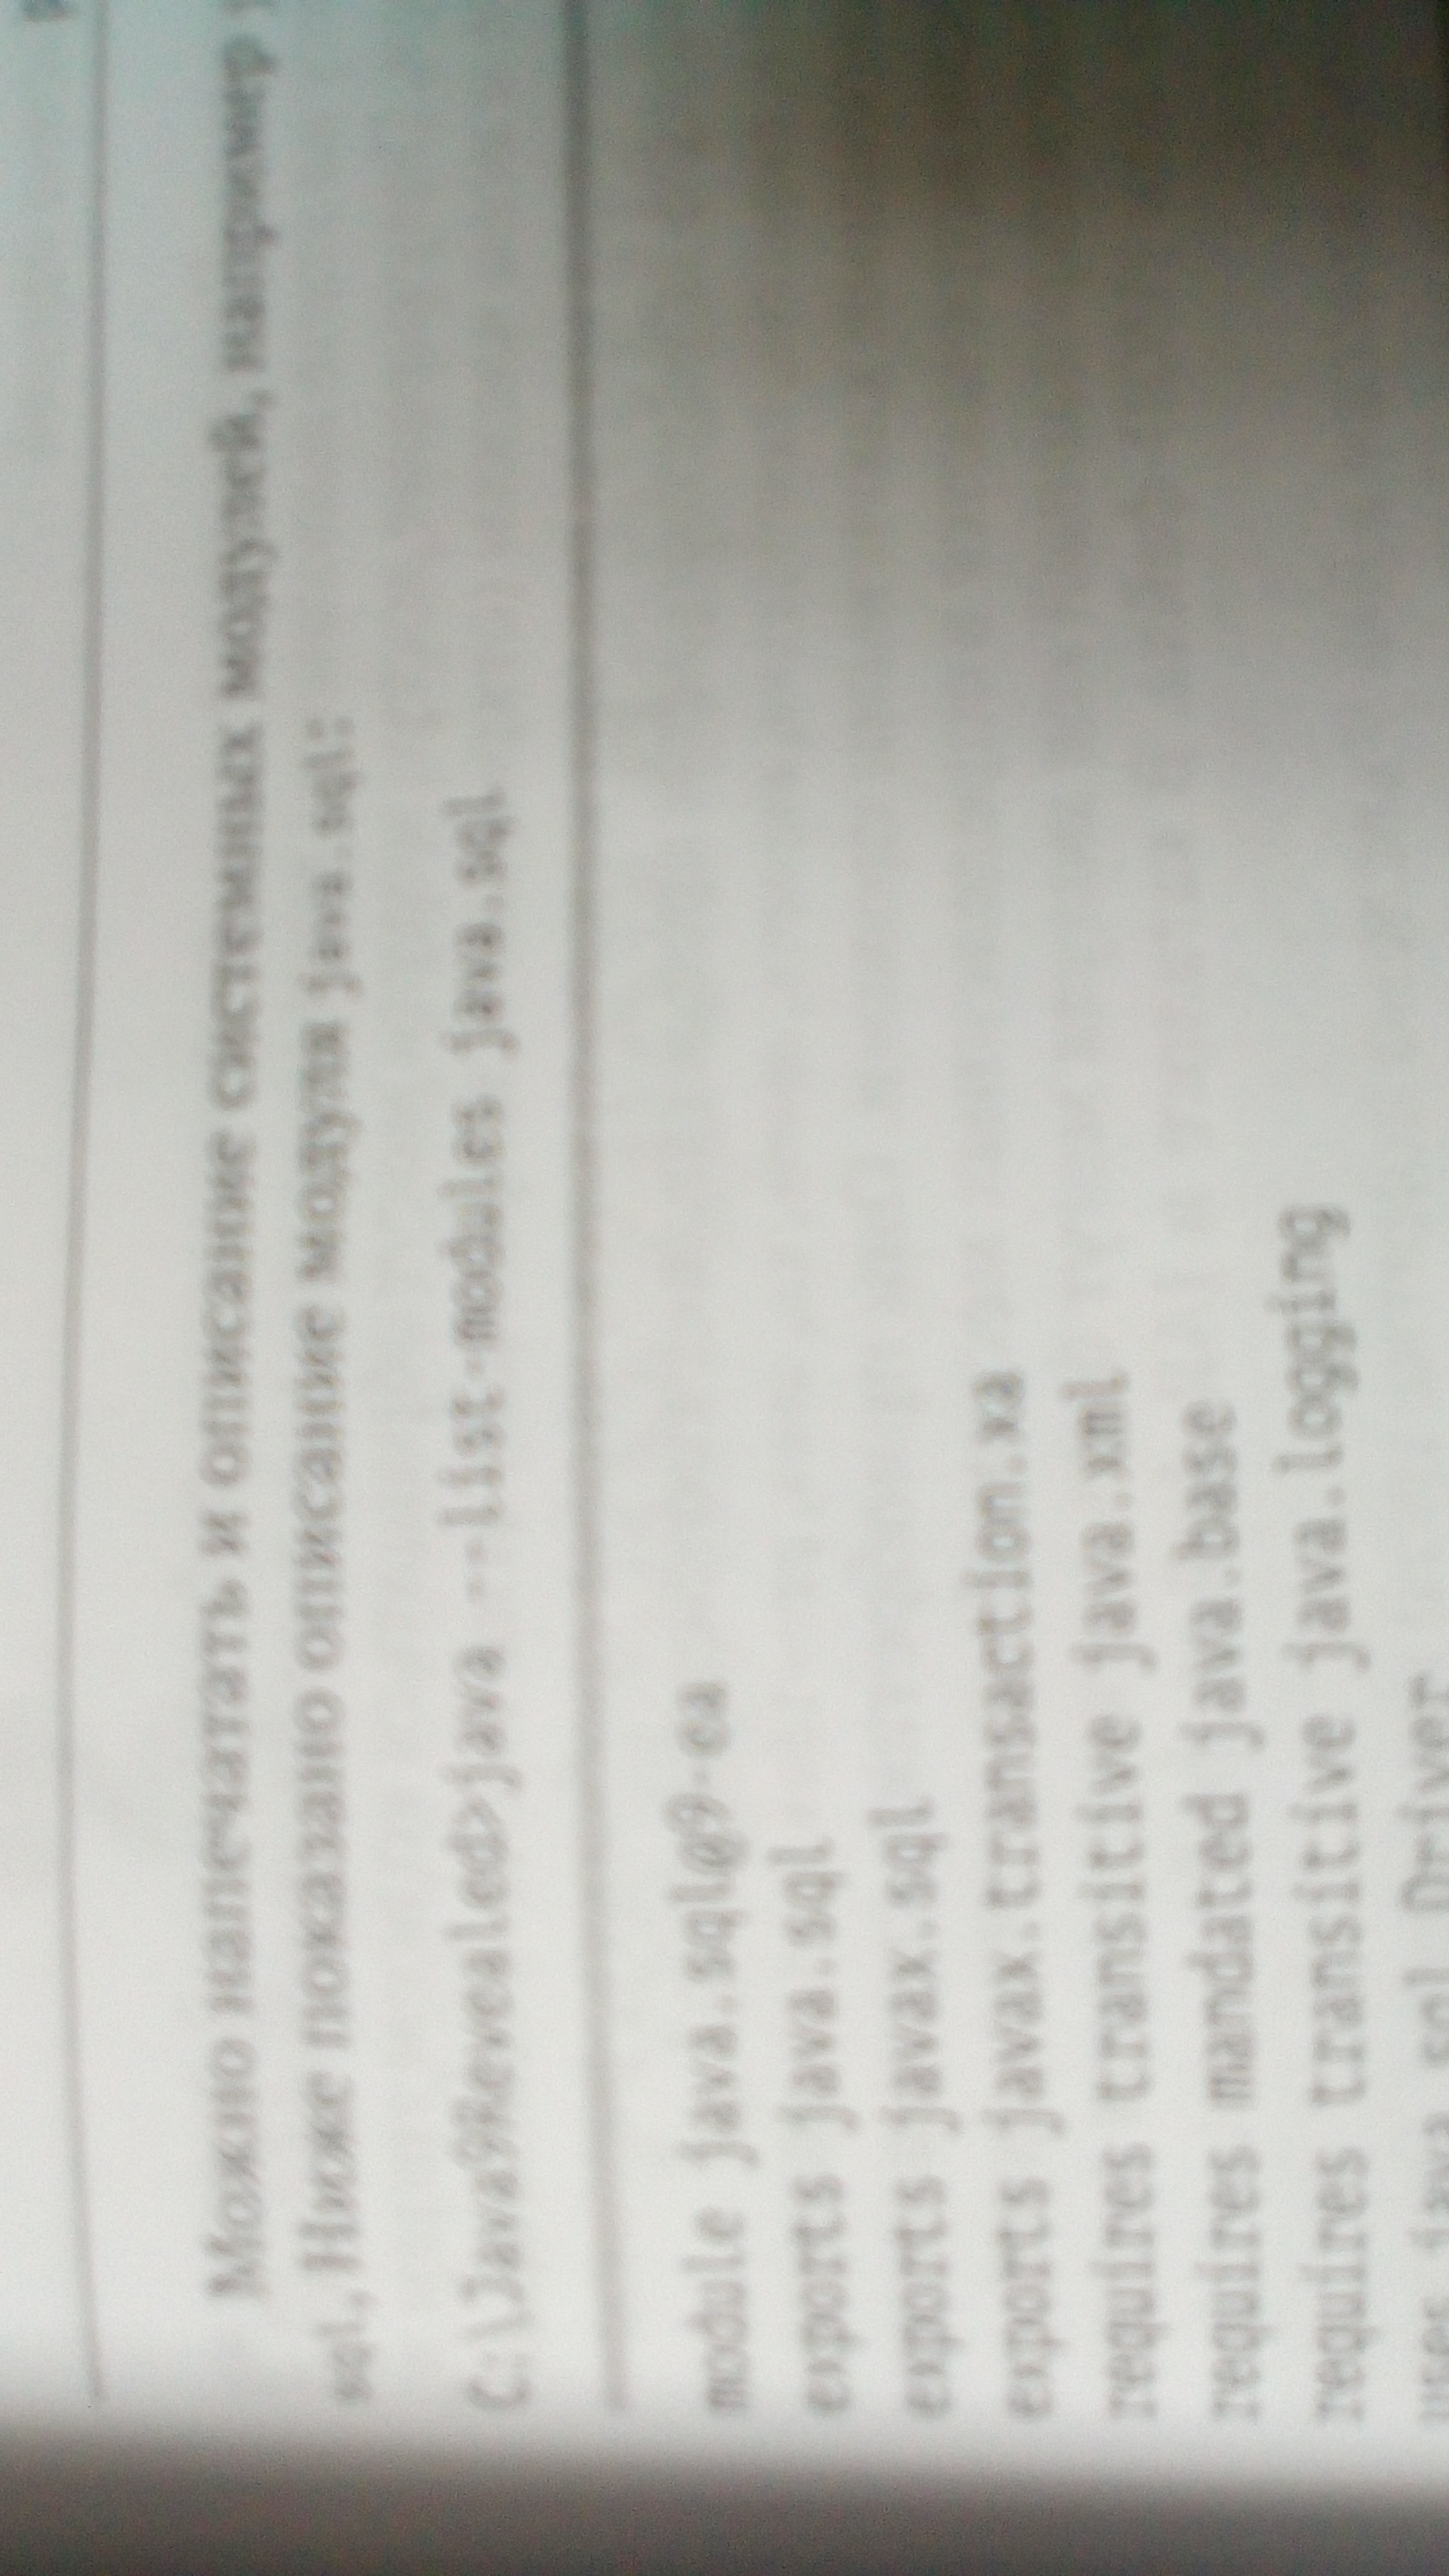 Можно напечатать и описание системных модулей, например
sql, Ниже показано описание модуля java.sql:
C:\Java9Revealed>java --list-modules java.sql
module java.sql@9-ea
exports java.sql
exports javax.sql
exports javax.transaction.xa
requires transitive java.xml
requires mandated java.base
requires transitive java.logging
uses java.sql.Driver